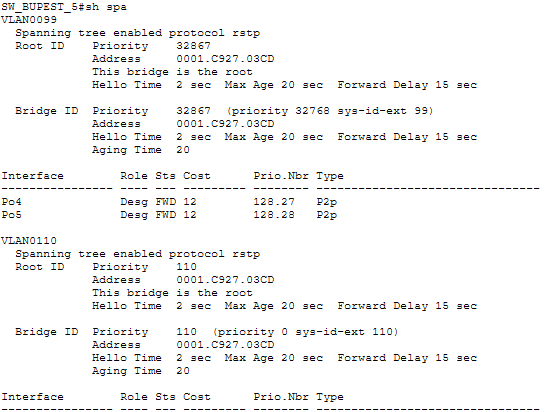 SW_BUPEST_5#sh spa
VLAN0099
  Spanning tree enabled protocol rstp
  Root ID    Priority    32867
             Address     0001.C927.03CD
             This bridge is the root
             Hello Time  2 sec  Max Age 20 sec  Forward Delay 15 sec

  Bridge ID  Priority    32867  (priority 32768 sys-id-ext 99)
             Address     0001.C927.03CD
             Hello Time  2 sec  Max Age 20 sec  Forward Delay 15 sec
             Aging Time  20

Interface        Role Sts Cost      Prio.Nbr Type
---------------- ---- --- --------- -------- --------------------------------
Po4              Desg FWD 12        128.27   P2p
Po5              Desg FWD 12        128.28   P2p

VLAN0110
  Spanning tree enabled protocol rstp
  Root ID    Priority    110
             Address     0001.C927.03CD
             This bridge is the root
             Hello Time  2 sec  Max Age 20 sec  Forward Delay 15 sec

  Bridge ID  Priority    110  (priority 0 sys-id-ext 110)
             Address     0001.C927.03CD
             Hello Time  2 sec  Max Age 20 sec  Forward Delay 15 sec
             Aging Time  20

Interface        Role Sts Cost      Prio.Nbr Type
---------------- ---- --- --------- -------- --------------------------------